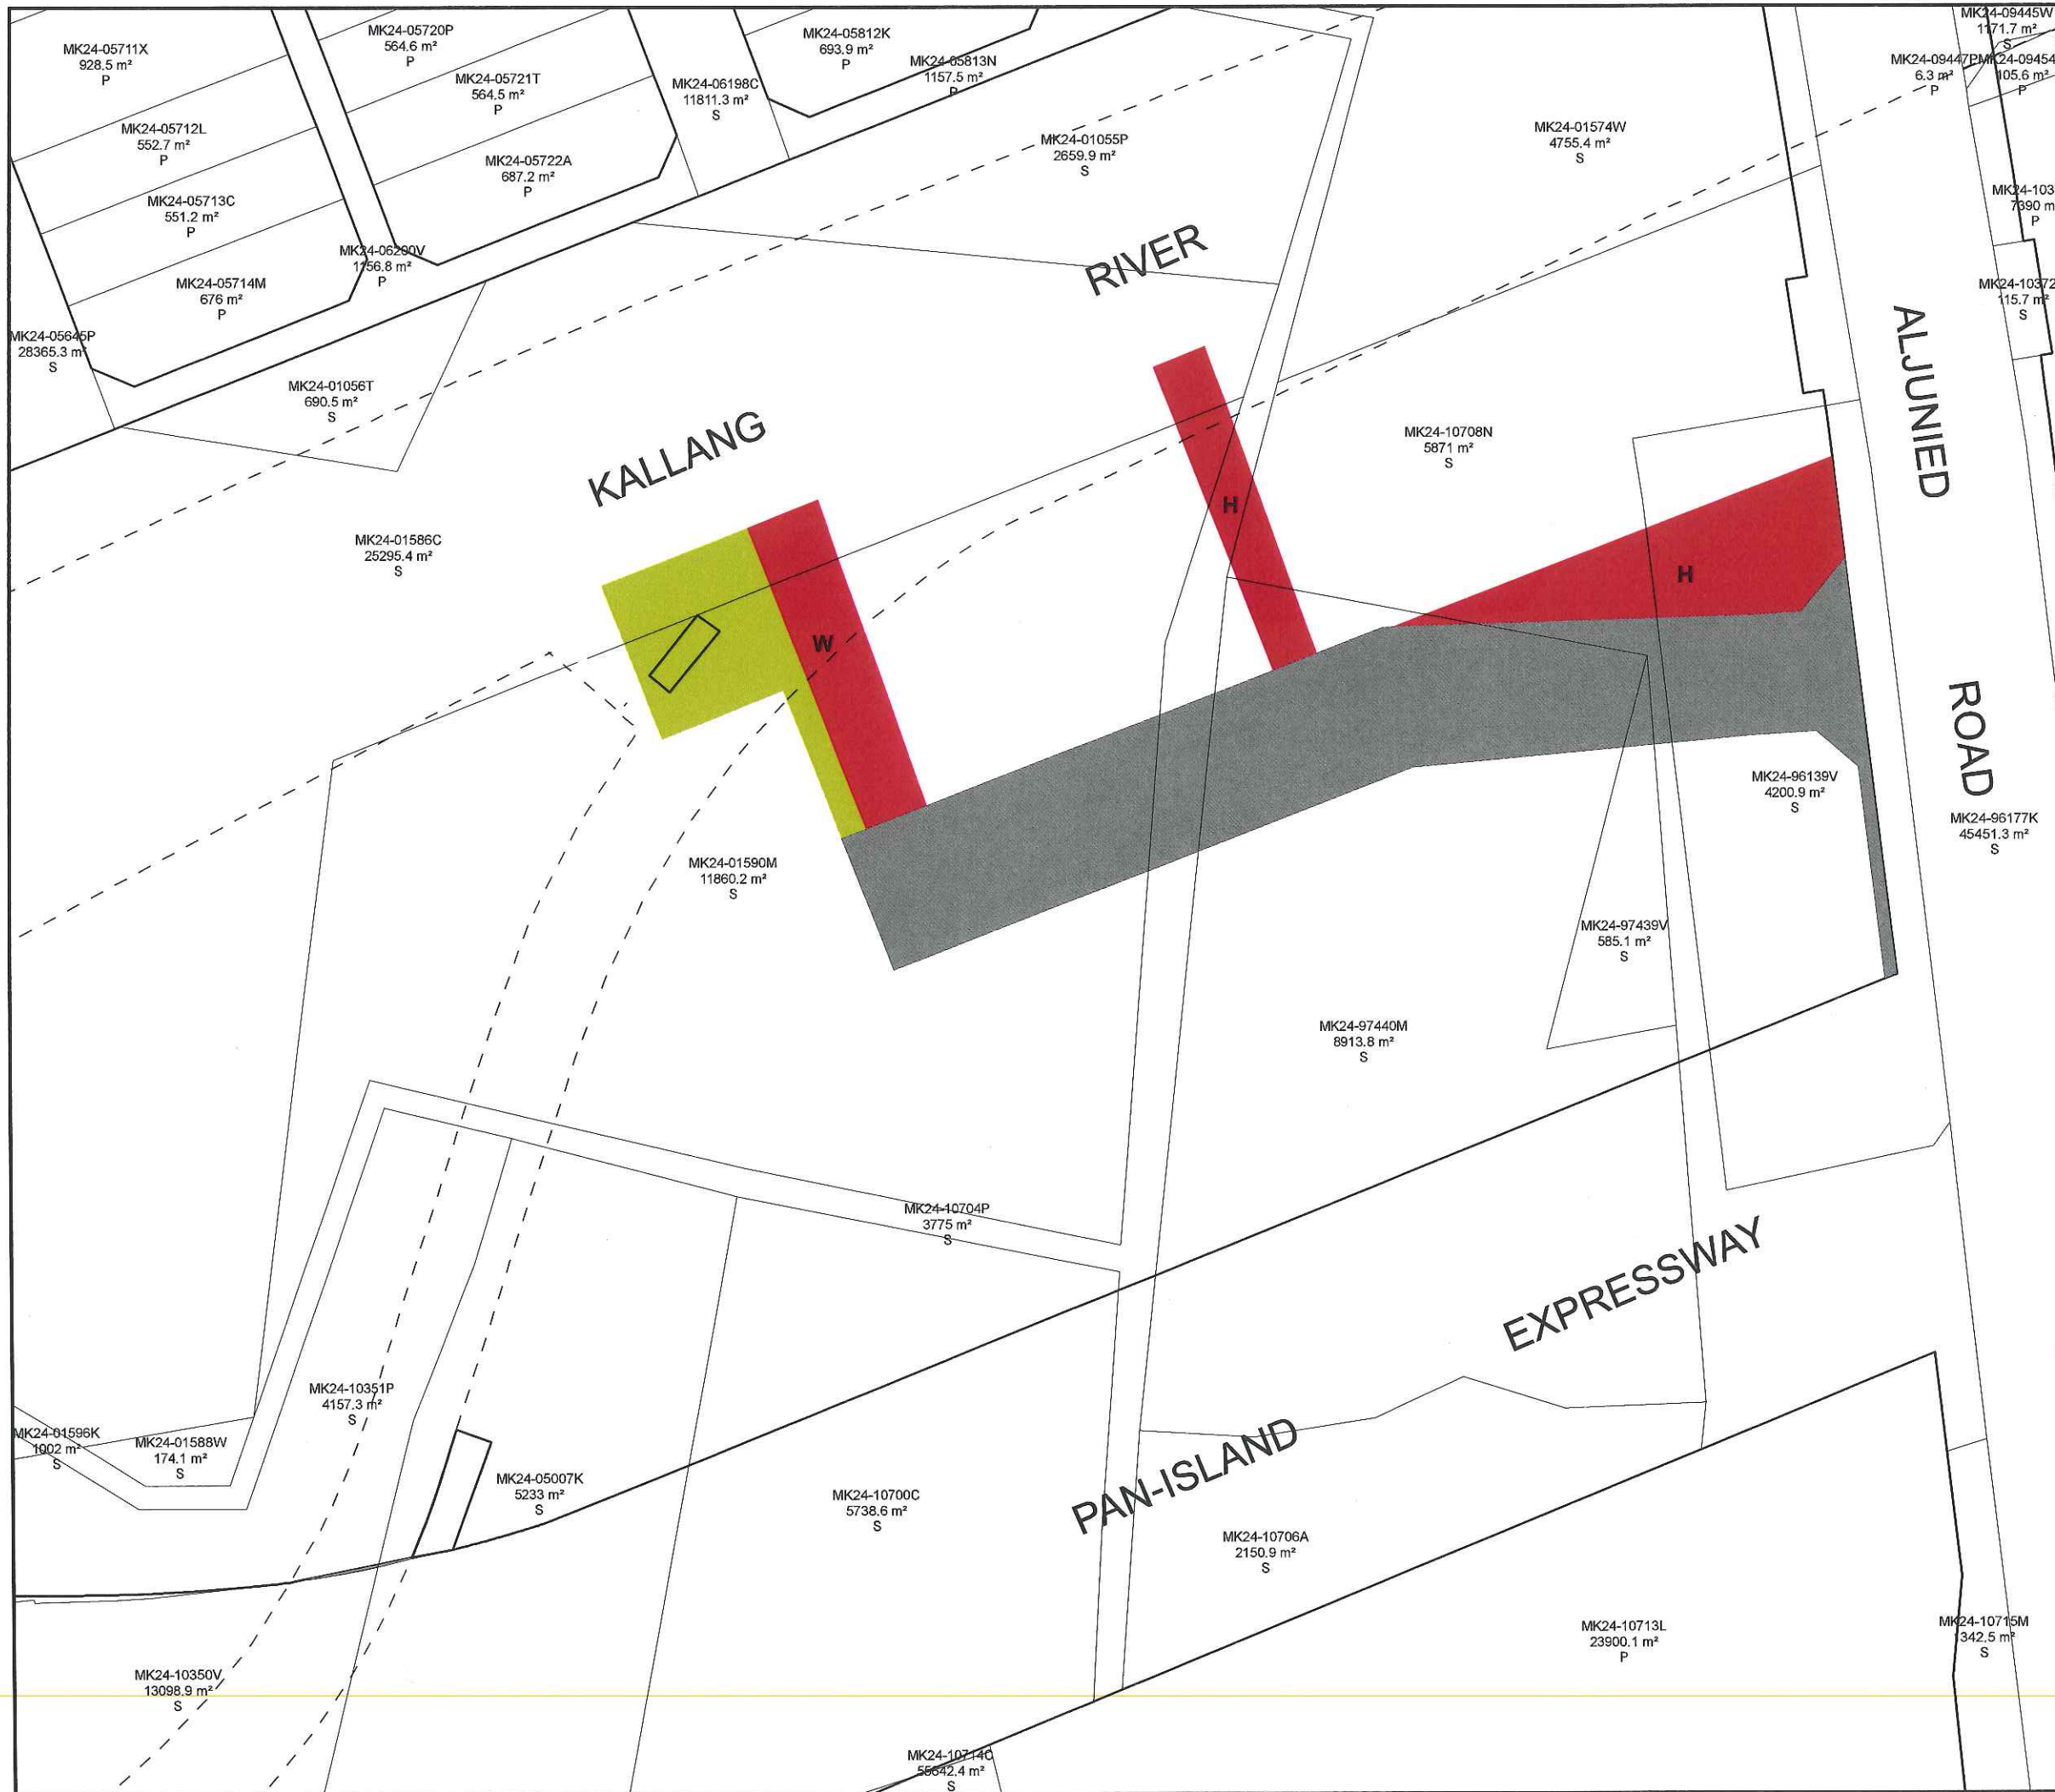 MK24-05711X
928.5 m²
P
MK24-05720P
564.6 m²
P
MK24-05812K
693.9 m²
P
MK24-09445W
1171.7 m²
S
MK24-05721T
564.5 m²
P
MK24-06198C
11811.3 m²
S
MK24-05813N
1157.5 m²
P
MK24-09447P
6.3 m²
P
MK24-09454
105.6 m²
P
MK24-05712L
552.7 m²
P
MK24-05722A
687.2 m²
P
MK24-01055P
2659.9 m²
S
MK24-01574W
4755.4 m²
S
MK24-05713C
551.2 m²
P
MK24-103
7390 m
P
MK24-06200V
1156.8 m²
P
MK24-05714M
676 m²
P
RIVER
MK24-10372
115.7 m²
S
MK24-05645P
28365.3 m²
S
MK24-01056T
690.5 m²
S
ALJUNIED
KALLANG
MK24-10708N
5871 m²
S
MK24-01586C
25295.4 m²
S
H
H
W
ROAD
MK24-96139V
4200.9 m²
S
MK24-96177K
45451.3 m²
S
MK24-01590M
11860.2 m²
S
MK24-97439V
585.1 m²
S
MK24-97440M
8913.8 m²
S
MK24-10704P
3775 m²
S
EXPRESSWAY
MK24-10351P
4157.3 m²
S
MK24-01596K
1002 m²
S
MK24-01588W
174.1 m²
S
PAN-ISLAND
MK24-05007K
5233 m²
S
MK24-10700C
5738.6 m²
S
MK24-10706A
2150.9 m²
S
MK24-10713L
23900.1 m²
P
MK24-10715M
1342.5 m²
S
MK24-10350V
13098.9 m²
S
MK24-10714C
55642.4 m²
S